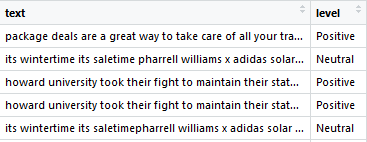 text level
package deals are a great way to take care of all your tra... Positive
its wintertime its saletime pharrell williams x adidas solar... Neutral
howard university took their fight to maintain their stat... Positive
howard university took their fight to maintain their stat... Positive
its wintertime its saletimepharrell williams x adidas solar ... Neutral